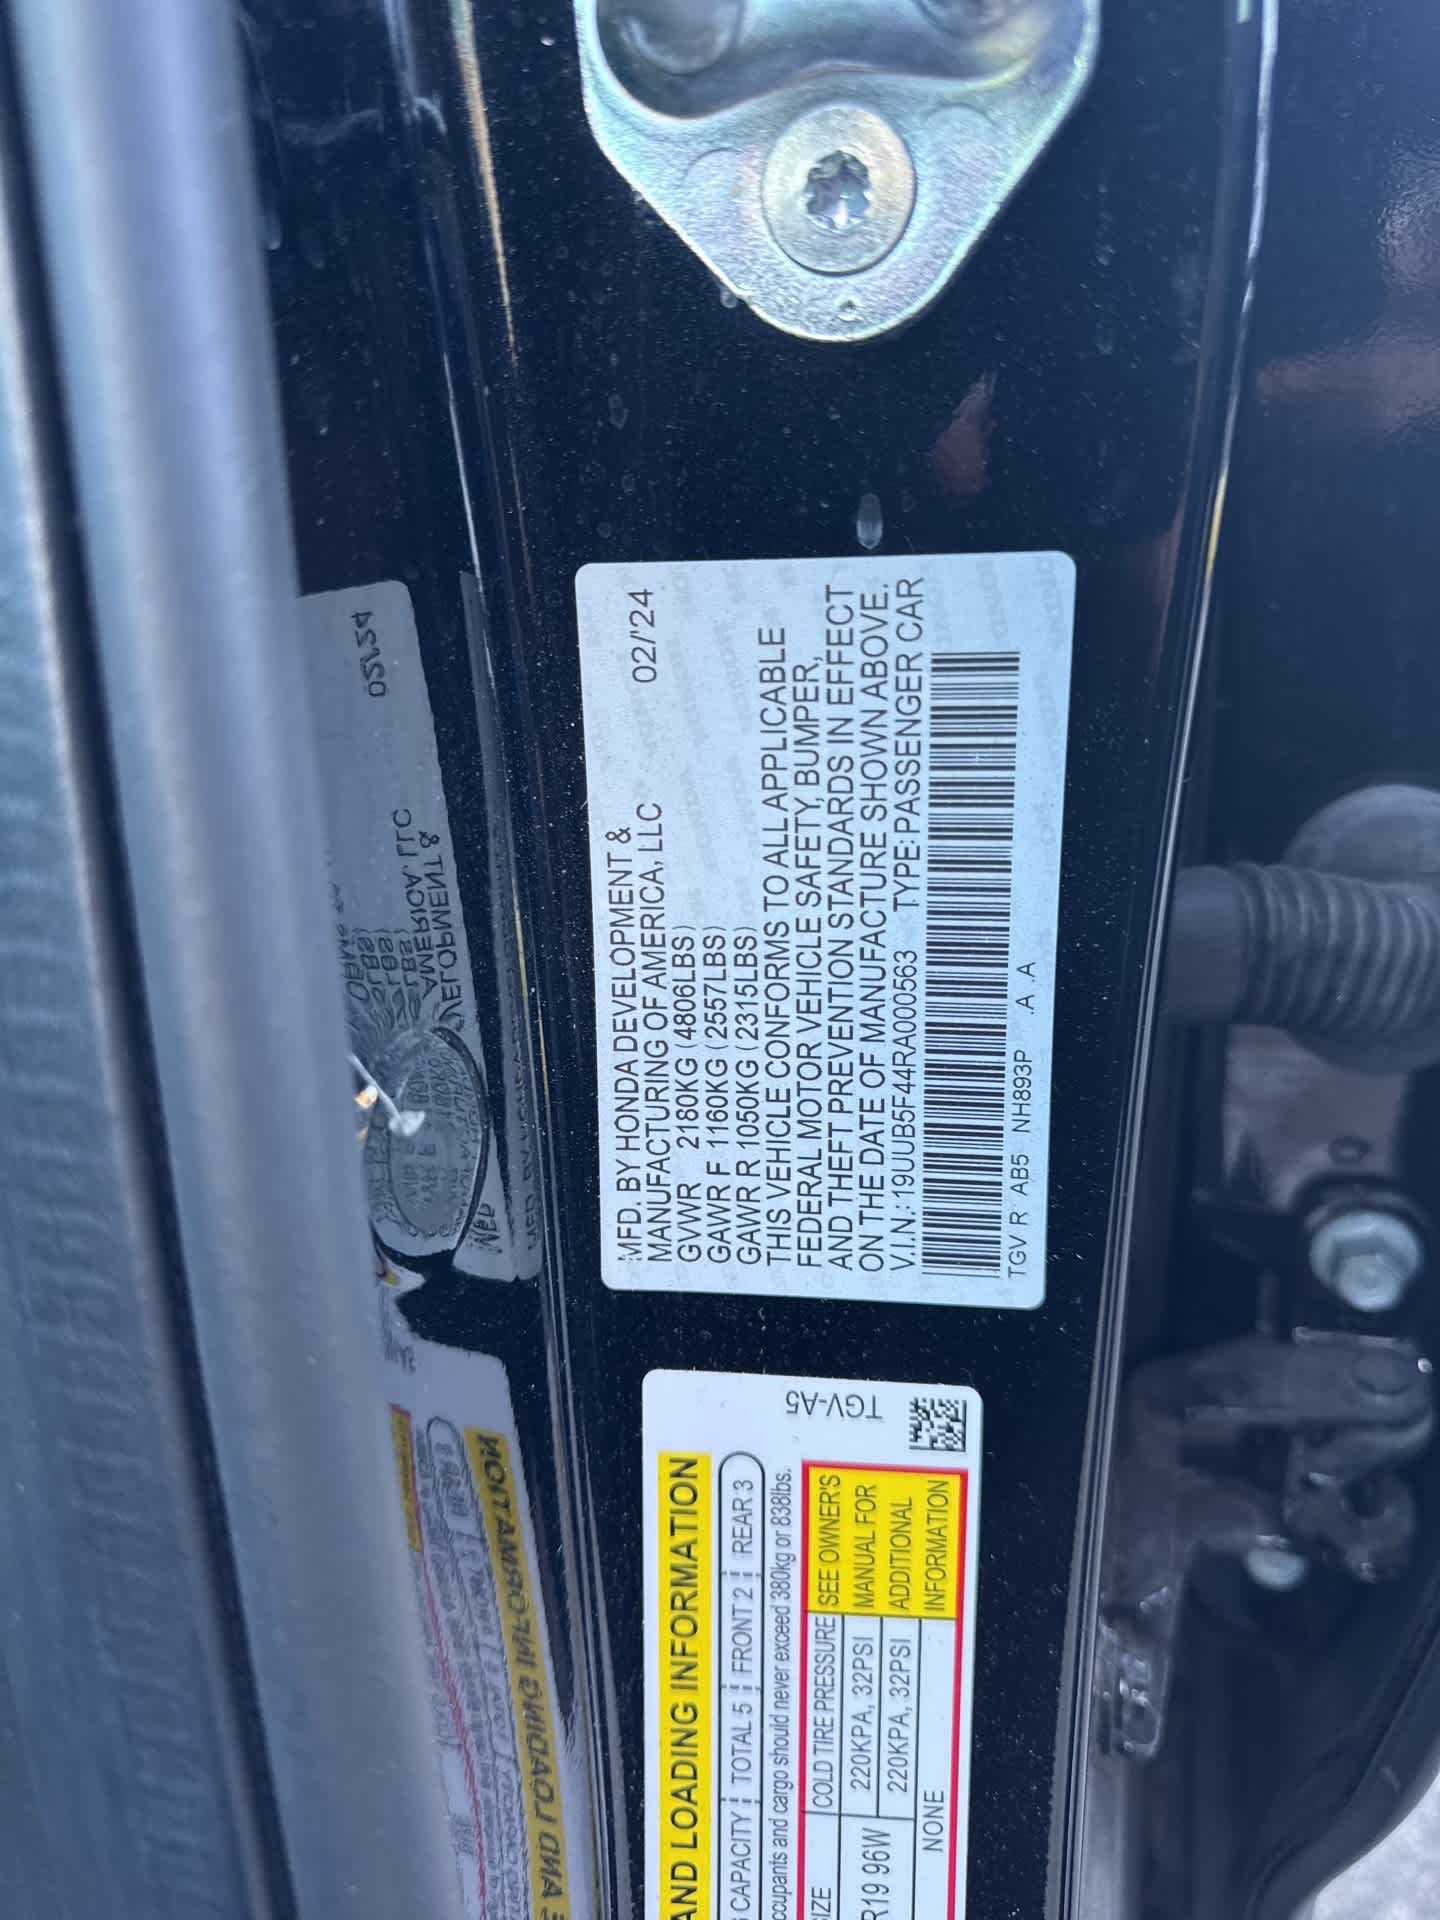 MFD. BY HONDA DEVELOPMENT &
MANUFACTURING OF AMERICA, LLC 02/'24
GVWR 2180KG (4806LBS)
GAWR F 1160KG (2557LBS)
GAWR R 1050KG (2315LBS)
THIS VEHICLE CONFORMS TO ALL APPLICABLE
FEDERAL MOTOR VEHICLE SAFETY, BUMPER,
AND THEFT PREVENTION STANDARDS IN EFFECT
ON THE DATE OF MANUFACTURE SHOWN ABOVE.
V.I.N.: 19UUB5F44RA000563 TYPE:PASSENGER CAR
TGV R AB5 NH893P .A .A
AND LOADING INFORMATION
CAPACITY TOTAL 5 FRONT 2 REAR 3
and cargo should never exceed 380kg or 838lbs.
COLD TIRE PRESSURE
220KPA, 32PSI
R19 96W 220KPA, 32PSI
NONE
SEE OWNER'S
MANUAL FOR
ADDITIONAL
INFORMATION
TGV-A5